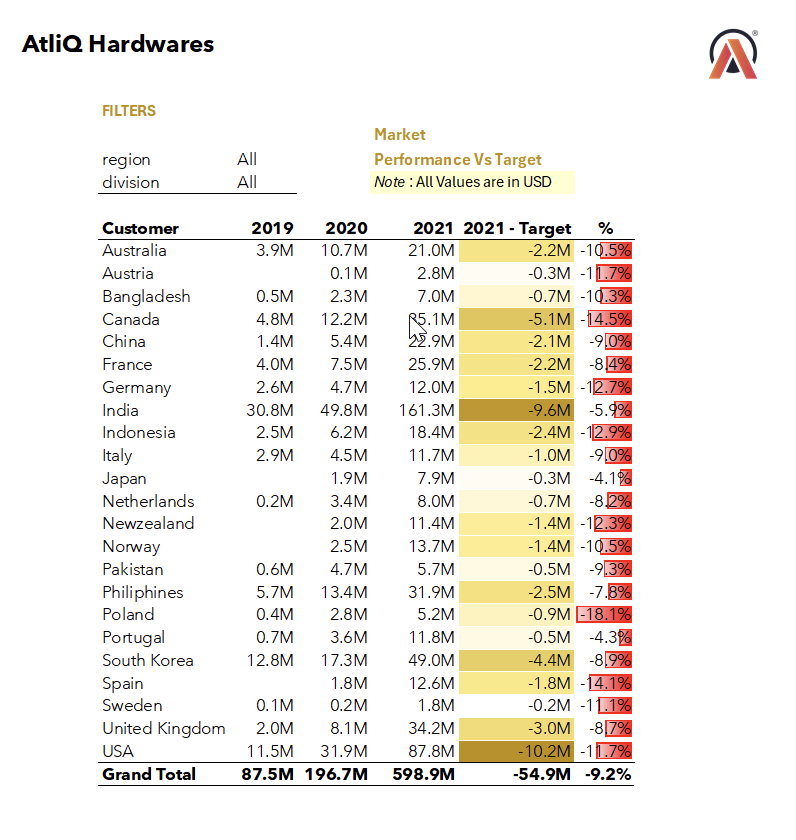 AtliQ Hardwares
®
FILTERS
Market
region All Performance Vs Target
division All Note : All Values are in USD
Customer 2019 2020 2021 2021 - Target %
Australia 3.9M 10.7M 21.0M -2.2M -10.5%
Austria 0.1M 2.8M -0.3M -11.7%
Bangladesh 0.5M 2.3M 7.0M -0.7M -10.3%
Canada 4.8M 12.2M 35.1M -5.1M -14.5%
China 1.4M 5.4M 22.9M -2.1M -9.0%
France 4.0M 7.5M 25.9M -2.2M -8.4%
Germany 2.6M 4.7M 12.0M -1.5M -12.7%
India 30.8M 49.8M 161.3M -9.6M -5.9%
Indonesia 2.5M 6.2M 18.4M -2.4M -12.9%
Italy 2.9M 4.5M 11.7M -1.0M -9.0%
Japan 1.9M 7.9M -0.3M -4.1%
Netherlands 0.2M 3.4M 8.0M -0.7M -8.2%
Newzealand 2.0M 11.4M -1.4M -12.3%
Norway 2.5M 13.7M -1.4M -10.5%
Pakistan 0.6M 4.7M 5.7M -0.5M -9.3%
Philiphines 5.7M 13.4M 31.9M -2.5M -7.8%
Poland 0.4M 2.8M 5.2M -0.9M -18.1%
Portugal 0.7M 3.6M 11.8M -0.5M -4.3%
South Korea 12.8M 17.3M 49.0M -4.4M -8.9%
Spain 1.8M 12.6M -1.8M -14.1%
Sweden 0.1M 0.2M 1.8M -0.2M -11.1%
United Kingdom 2.0M 8.1M 34.2M -3.0M -8.7%
USA 11.5M 31.9M 87.8M -10.2M -11.7%
Grand Total 87.5M 196.7M 598.9M -54.9M -9.2%